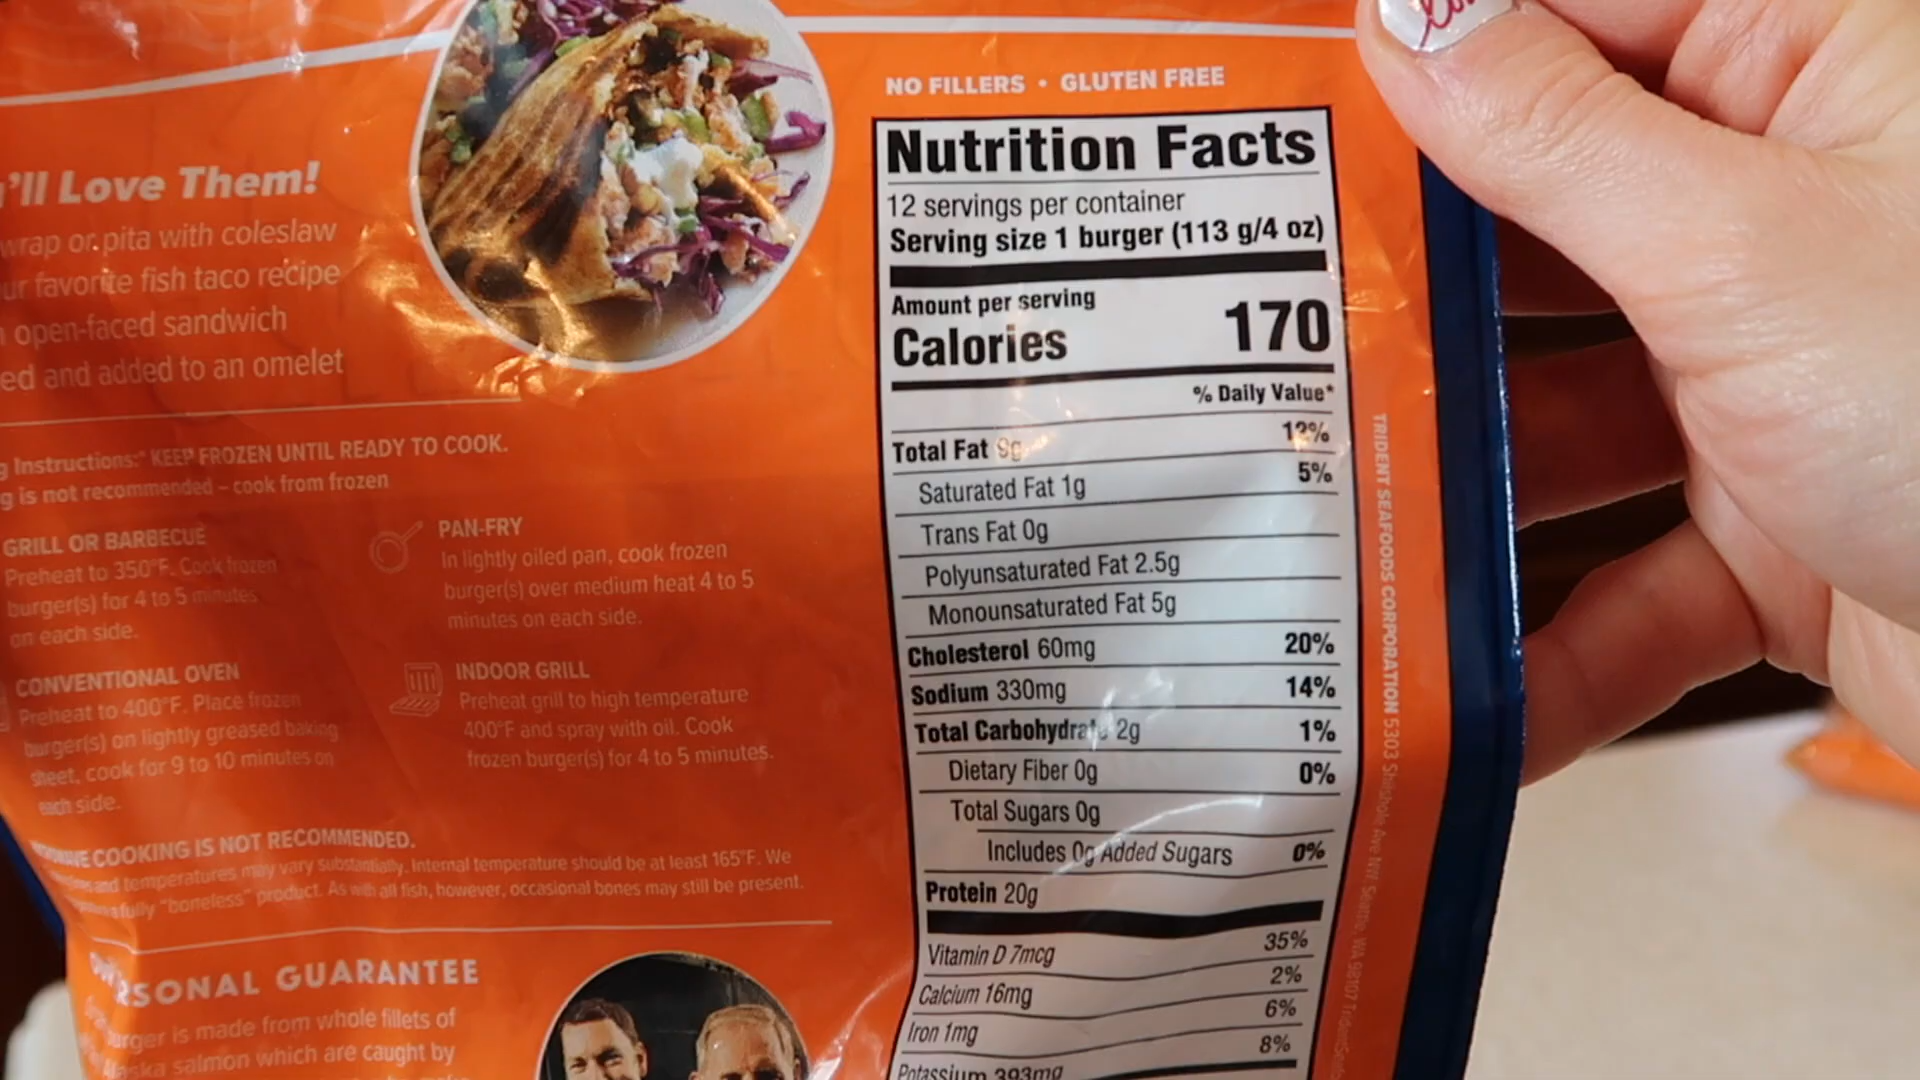 NO FILLERS • GLUTEN FREE
'll Love Them!
wrap or pita with coleslaw
ur favorite fish taco recipe
open-faced sandwich
ed and added to an omelet
g Instructions:* KEEP FROZEN UNTIL READY TO COOK.
g is not recommended – cook from frozen
GRILL OR BARBECUE
Preheat to 350°F. Cook frozen
burger(s) for 4 to 5 minutes
on each side.
PAN-FRY
In lightly oiled pan, cook frozen
burger(s) over medium heat 4 to 5
minutes on each side.
CONVENTIONAL OVEN
Preheat to 400°F. Place frozen
burger(s) on lightly greased baking
sheet, cook for 9 to 10 minutes on
each side.
INDOOR GRILL
Preheat grill to high temperature
400°F and spray with oil. Cook
frozen burger(s) for 4 to 5 minutes.
COOKING IS NOT RECOMMENDED.
and temperatures may vary substantially. Internal temperature should be at least 165°F. We
fully "boneless" product. As with all fish, however, occasional bones may still be present.
RSONAL GUARANTEE
burger is made from whole fillets of
salmon which are caught by
Nutrition Facts
12 servings per container
Serving size 1 burger (113 g/4 oz)
Amount per serving
Calories 170
% Daily Value*
Total Fat 9g 12%
Saturated Fat 1g 5%
Trans Fat 0g
Polyunsaturated Fat 2.5g
Monounsaturated Fat 5g
Cholesterol 60mg 20%
Sodium 330mg 14%
Total Carbohydrate 2g 1%
Dietary Fiber 0g 0%
Total Sugars 0g
Includes 0g Added Sugars 0%
Protein 20g
Vitamin D 7mcg 35%
Calcium 16mg 2%
Iron 1mg 6%
Potassium 393mg 8%
TRIDENT SEAFOODS CORPORATION 5303 Shilshole Ave NW, Seattle, WA 98107